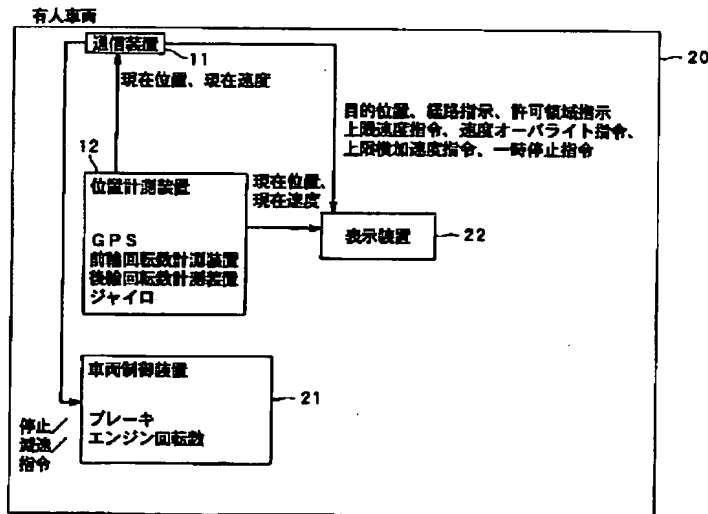 有人車両
通信装置
11
20
現在位置、現在速度
目的位置、経路指示、許可領域指示
上限速度指令、速度オーバライト指令、
上限横加速度指令、一時停止指令
12
位置計測装置
現在位置、
現在速度
GPS
前輪回転数計測装置
後輪回転数計測装置
ジャイロ
表示装置
22
車両制御装置
21
ブレーキ
エンジン回転数
停止/
減速/
指令